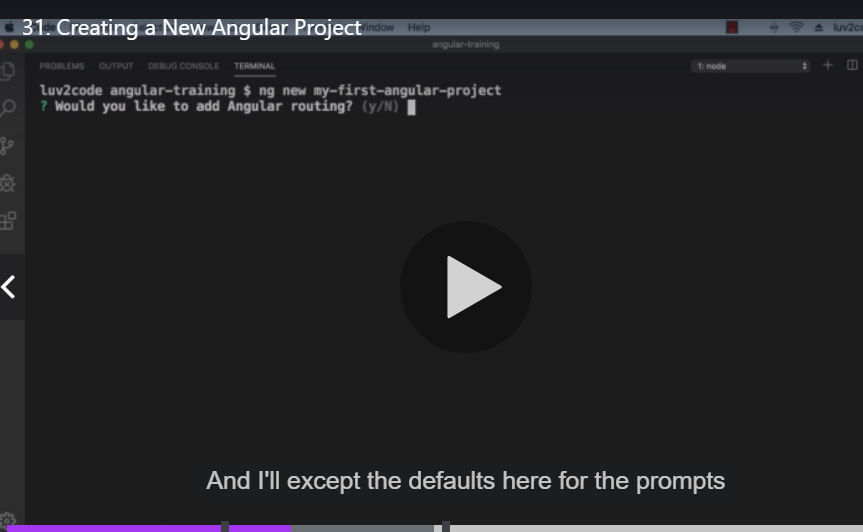 31. Creating a New Angular Project
Window Help
luv2c
angular-training
PROBLEMS OUTPUT DEBUG CONSOLE TERMINAL
1: node
luv2code angular-training $ ng new my-first-angular-project
? Would you like to add Angular routing? (y/N)
And I'll except the defaults here for the prompts